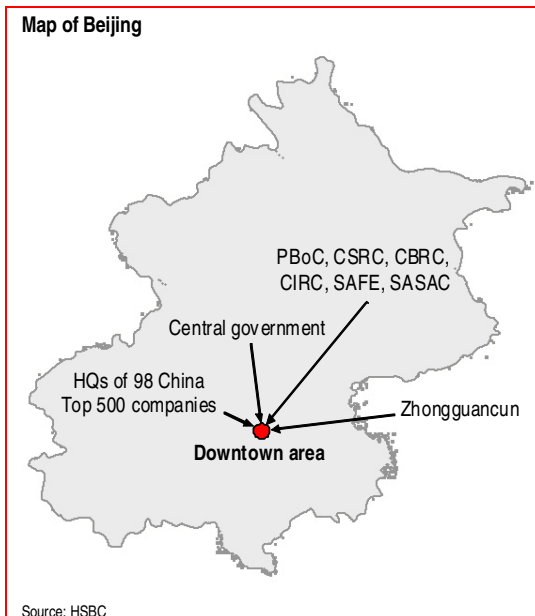 Map of Beijing
PBoC, CSRC, CBRC,
CIRC, SAFE, SASAC
Central government
HQs of 98 China
Top 500 companies
Zhongguancun
Downtown area
Source: HSBC